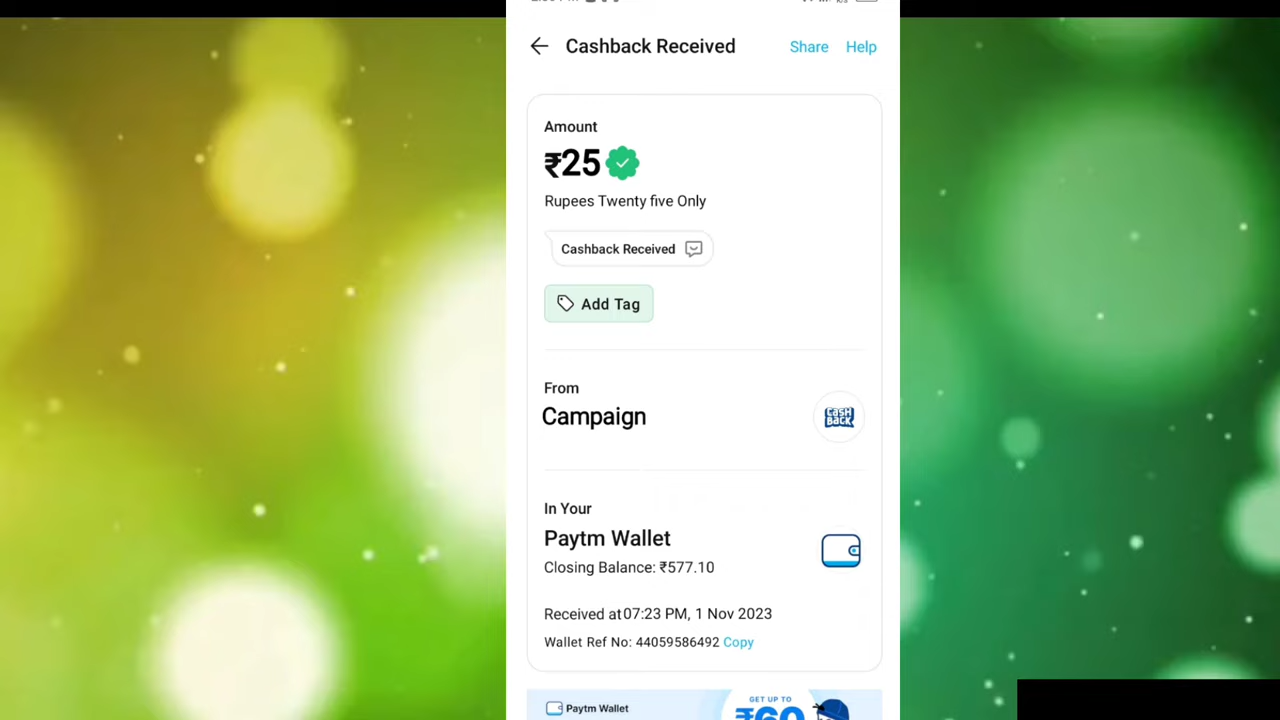 Cashback Received
Share
Help
Amount
₹25
Rupees Twenty five Only
Cashback Received
Add Tag
From
Campaign
CASH
BACK
In Your
Paytm Wallet
Closing Balance: ₹577.10
Received at 07:23 PM, 1 Nov 2023
Wallet Ref No: 44059586492 Copy
Paytm Wallet
GET UP TO
₹60